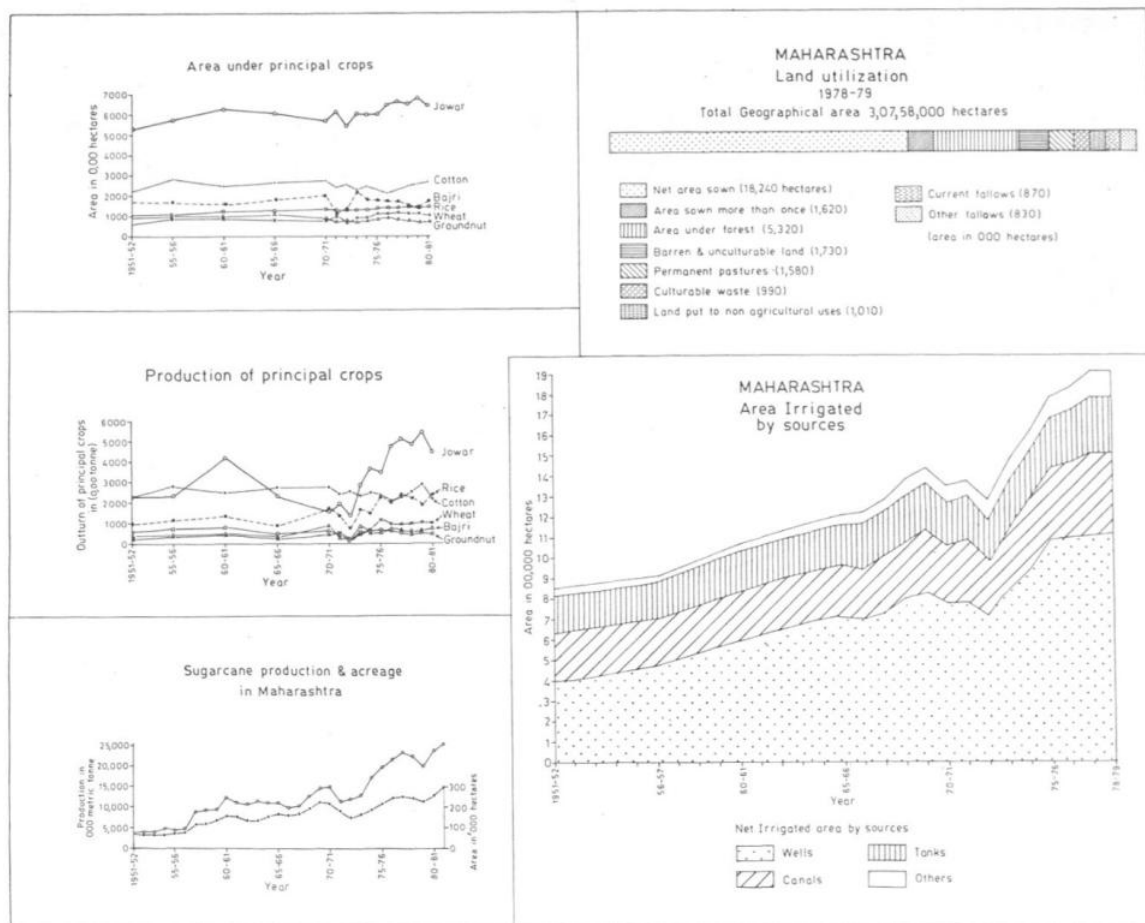 Area under principal crops
Area in 0,00 hectares
7000
6000
5000
4000
3000
2000
1000
0
Jowar
Cotton
Bajri
Rice
Wheat
Groundnut
1951-52
55-56
60-61
65-66
70-71
75-76
80-81
Year
MAHARASHTRA
Land utilization
1978-79
Total Geographical area 3,07,58,000 hectares
Net area sown (18,240 hectares)
Area sown more than once (1,620)
Area under forest (5,320)
Barren & unculturable land (1,730)
Permanent pastures (1,580)
Culturable waste (990)
Land put to non agricultural uses (1,010)
Current fallows (870)
Other fallows (830)
(area in 000 hectares)
Production of principal crops
Outturn of principal crops
in (0,00 tonne)
6000
5000
4000
3000
2000
1000
0
Jowar
Rice
Cotton
Wheat
Bajri
Groundnut
1951-52
55-56
60-61
65-66
70-71
75-76
80-81
Year
Sugarcane production & acreage
in Maharashtra
Production in
000 metric tonne
25,000
20,000
15,000
10,000
5,000
0
300
200
100
0
Area in '000 hectares
1951-52
55-56
60-61
65-66
70-71
75-76
80-81
Year
MAHARASHTRA
Area Irrigated
by sources
Area in 00,000 hectares
19
18
17
16
15
14
13
12
11
10
9
8
7
6
5
4
3
2
1
0
1951-52
56-57
60-61
65-66
70-71
75-76
78-79
Year
Net Irrigated area by sources
Wells
Tanks
Canals
Others